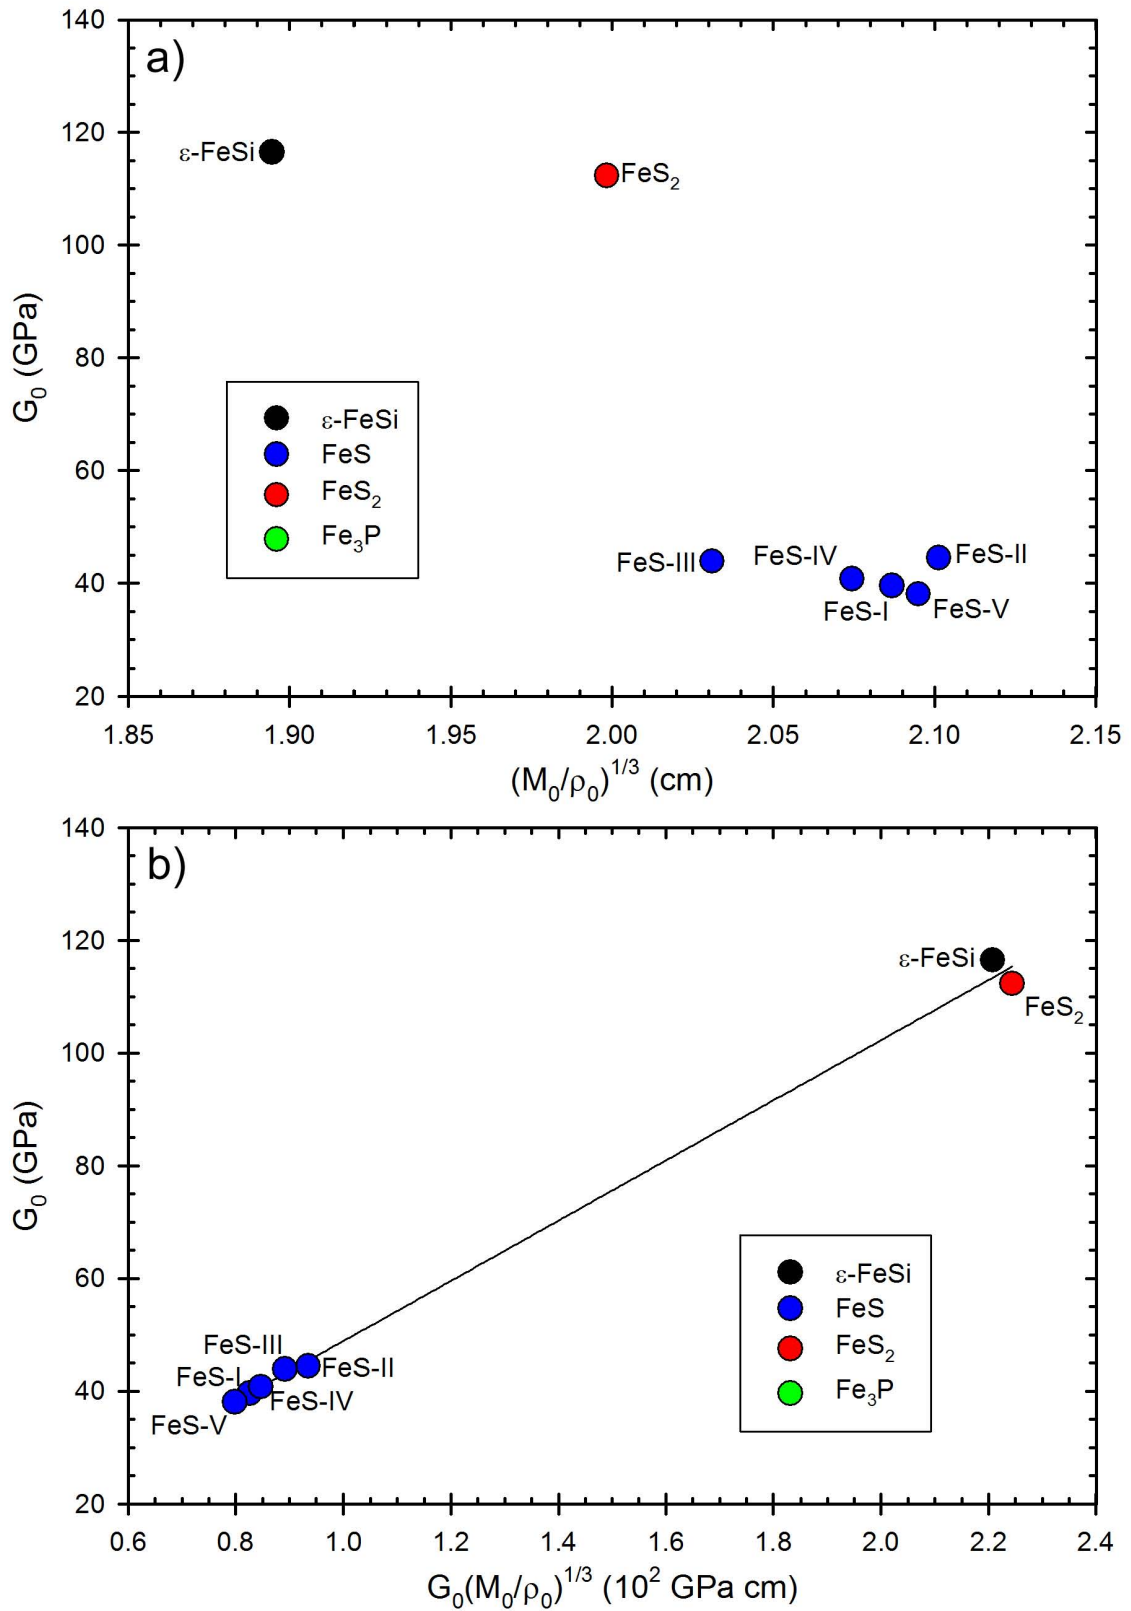 a)
140
120
100
80
60
40
20
G₀ (GPa)
ε-FeSi
FeS₂
ε-FeSi
FeS
FeS₂
Fe₃P
FeS-III
FeS-IV
FeS-II
FeS-I
FeS-V
1.85 1.90 1.95 2.00 2.05 2.10 2.15
(M₀/ρ₀)¹ᐟ³ (cm)
b)
140
120
100
80
60
40
20
G₀ (GPa)
ε-FeSi
FeS₂
ε-FeSi
FeS
FeS₂
Fe₃P
FeS-III
FeS-II
FeS-I
FeS-IV
FeS-V
0.6 0.8 1.0 1.2 1.4 1.6 1.8 2.0 2.2 2.4
G₀(M₀/ρ₀)¹ᐟ³ (10² GPa cm)